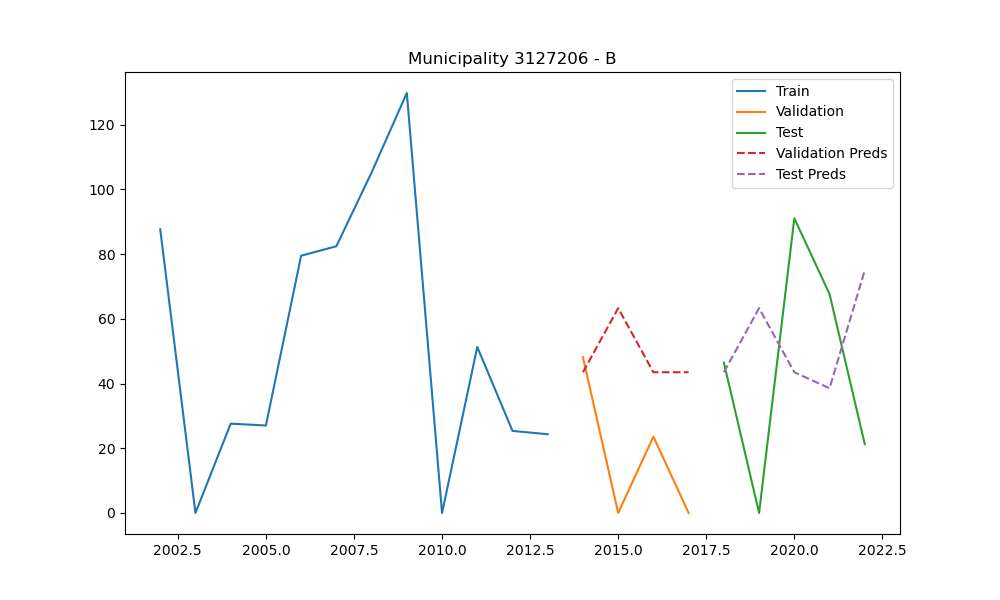 Municipality 3127206 - B
Train
Validation
Test
Validation Preds
Test Preds
120
100
80
60
40
20
0
2002.5 2005.0 2007.5 2010.0 2012.5 2015.0 2017.5 2020.0 2022.5